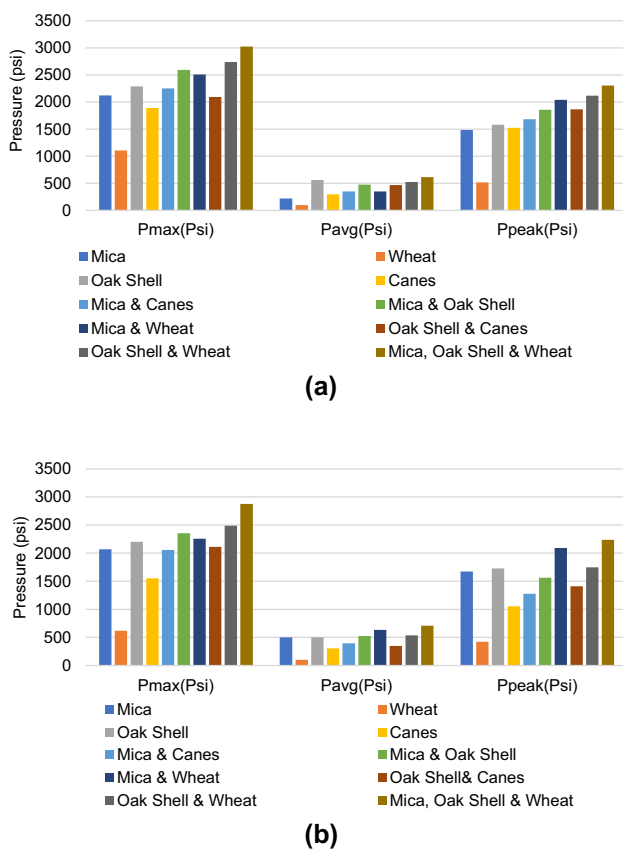 3500
3000
2500
2000
1500
1000
500
0
Pressure (psi)
Pmax(Psi) Pavg(Psi) Ppeak(Psi)
Mica Wheat
Oak Shell Canes
Mica & Canes Mica & Oak Shell
Mica & Wheat Oak Shell & Canes
Oak Shell & Wheat Mica, Oak Shell & Wheat
(a)
3500
3000
2500
2000
1500
1000
500
0
Pressure (psi)
Pmax(Psi) Pavg(Psi) Ppeak(Psi)
Mica Wheat
Oak Shell Canes
Mica & Canes Mica & Oak Shell
Mica & Wheat Oak Shell& Canes
Oak Shell & Wheat Mica, Oak Shell & Wheat
(b)